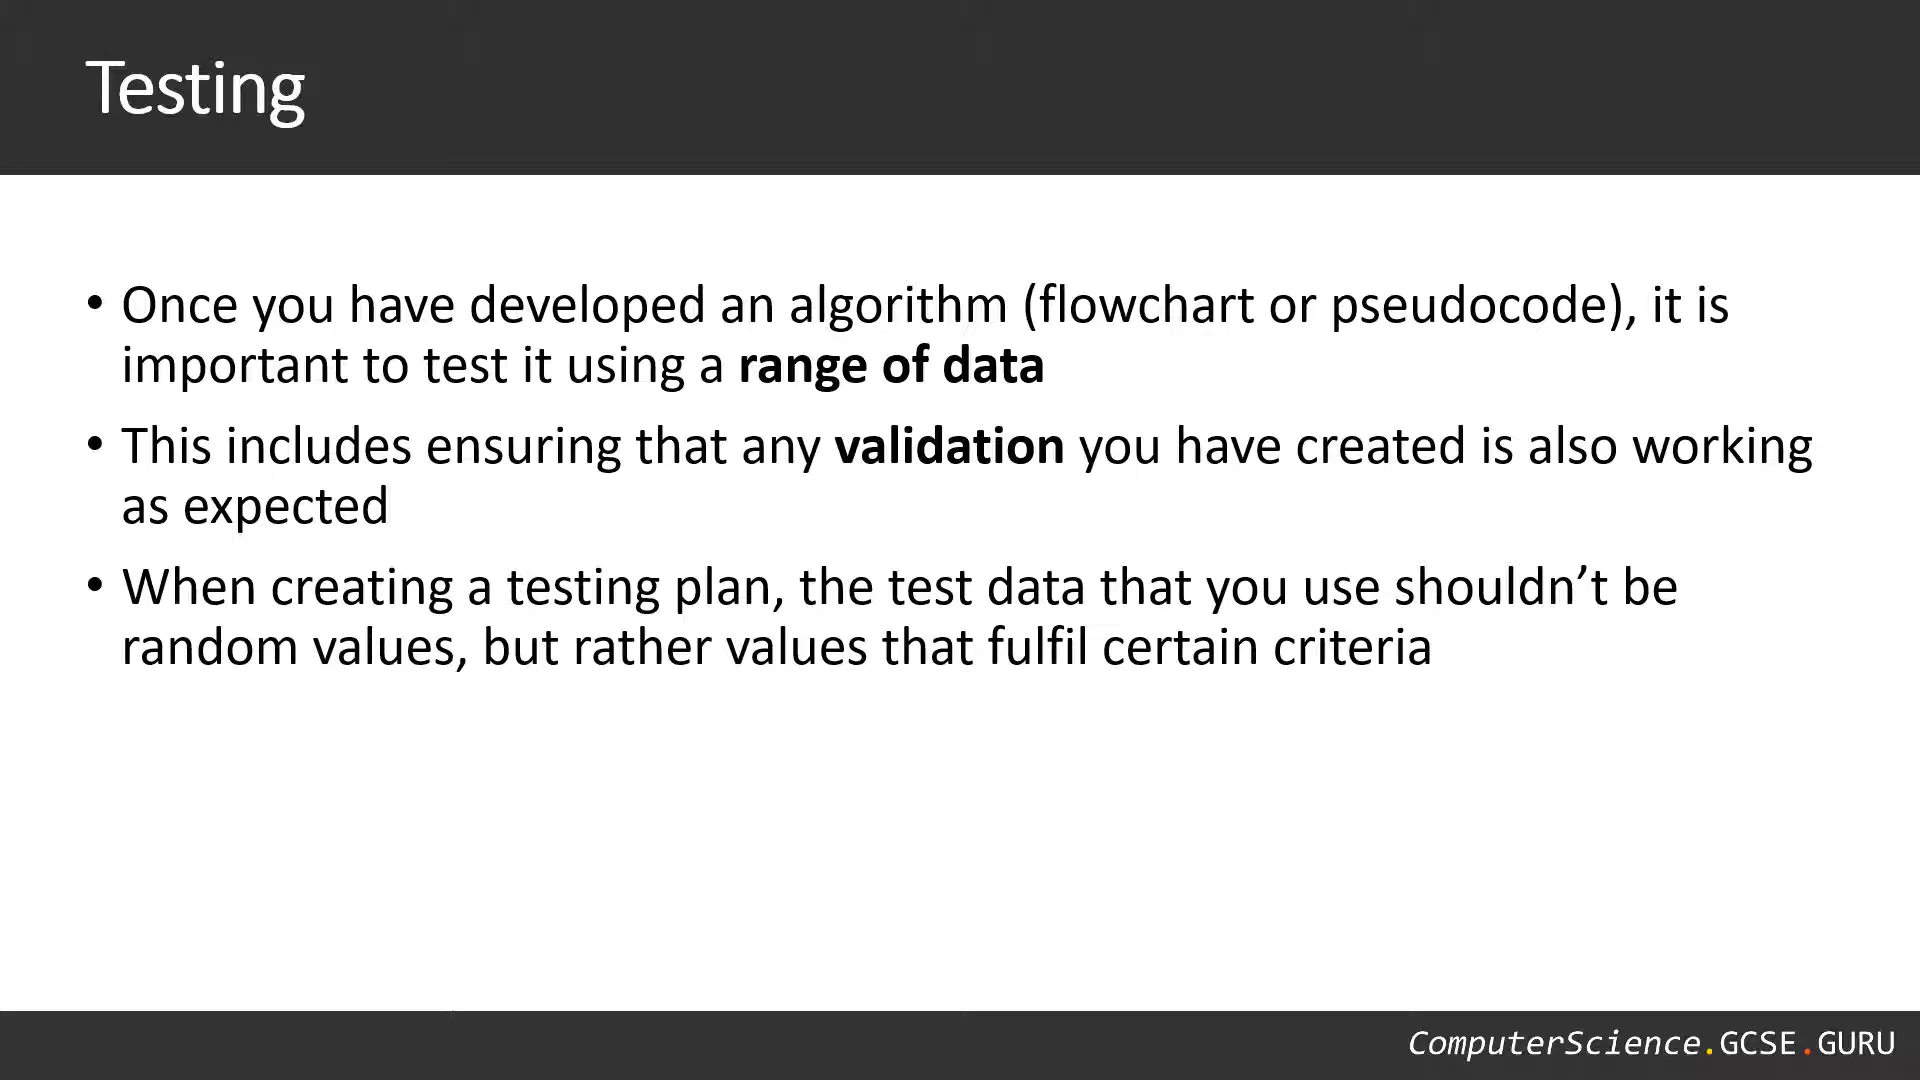 Testing
• Once you have developed an algorithm (flowchart or pseudocode), it is
important to test it using a range of data
• This includes ensuring that any validation you have created is also working
as expected
• When creating a testing plan, the test data that you use shouldn’t be
random values, but rather values that fulfil certain criteria
ComputerScience.GCSE.GURU